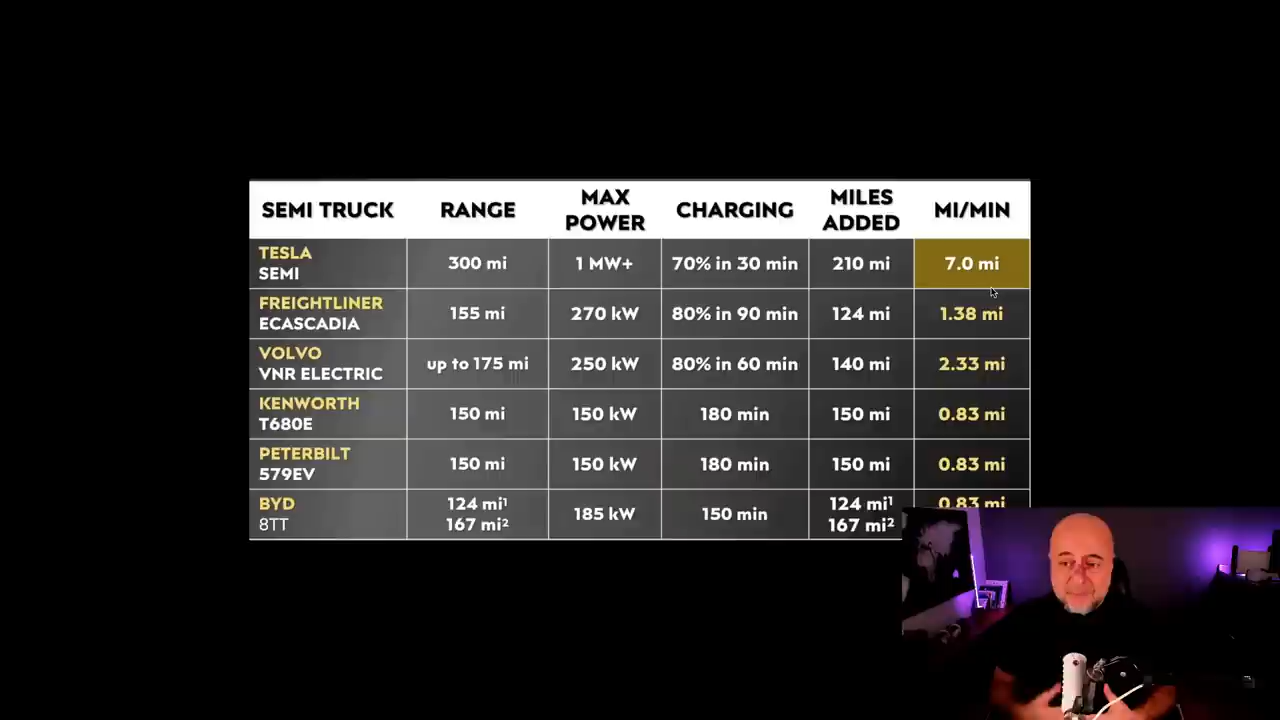 SEMI TRUCK RANGE MAX POWER CHARGING MILES ADDED MI/MIN
TESLA SEMI 300 mi 1 MW+ 70% in 30 min 210 mi 7.0 mi
FREIGHTLINER ECASCADIA 155 mi 270 kW 80% in 90 min 124 mi 1.38 mi
VOLVO VNR ELECTRIC up to 175 mi 250 kW 80% in 60 min 140 mi 2.33 mi
KENWORTH T680E 150 mi 150 kW 180 min 150 mi 0.83 mi
PETERBILT 579EV 150 mi 150 kW 180 min 150 mi 0.83 mi
BYD 8TT 124 mi¹ 167 mi² 185 kW 150 min 124 mi¹ 167 mi² 0.83 mi